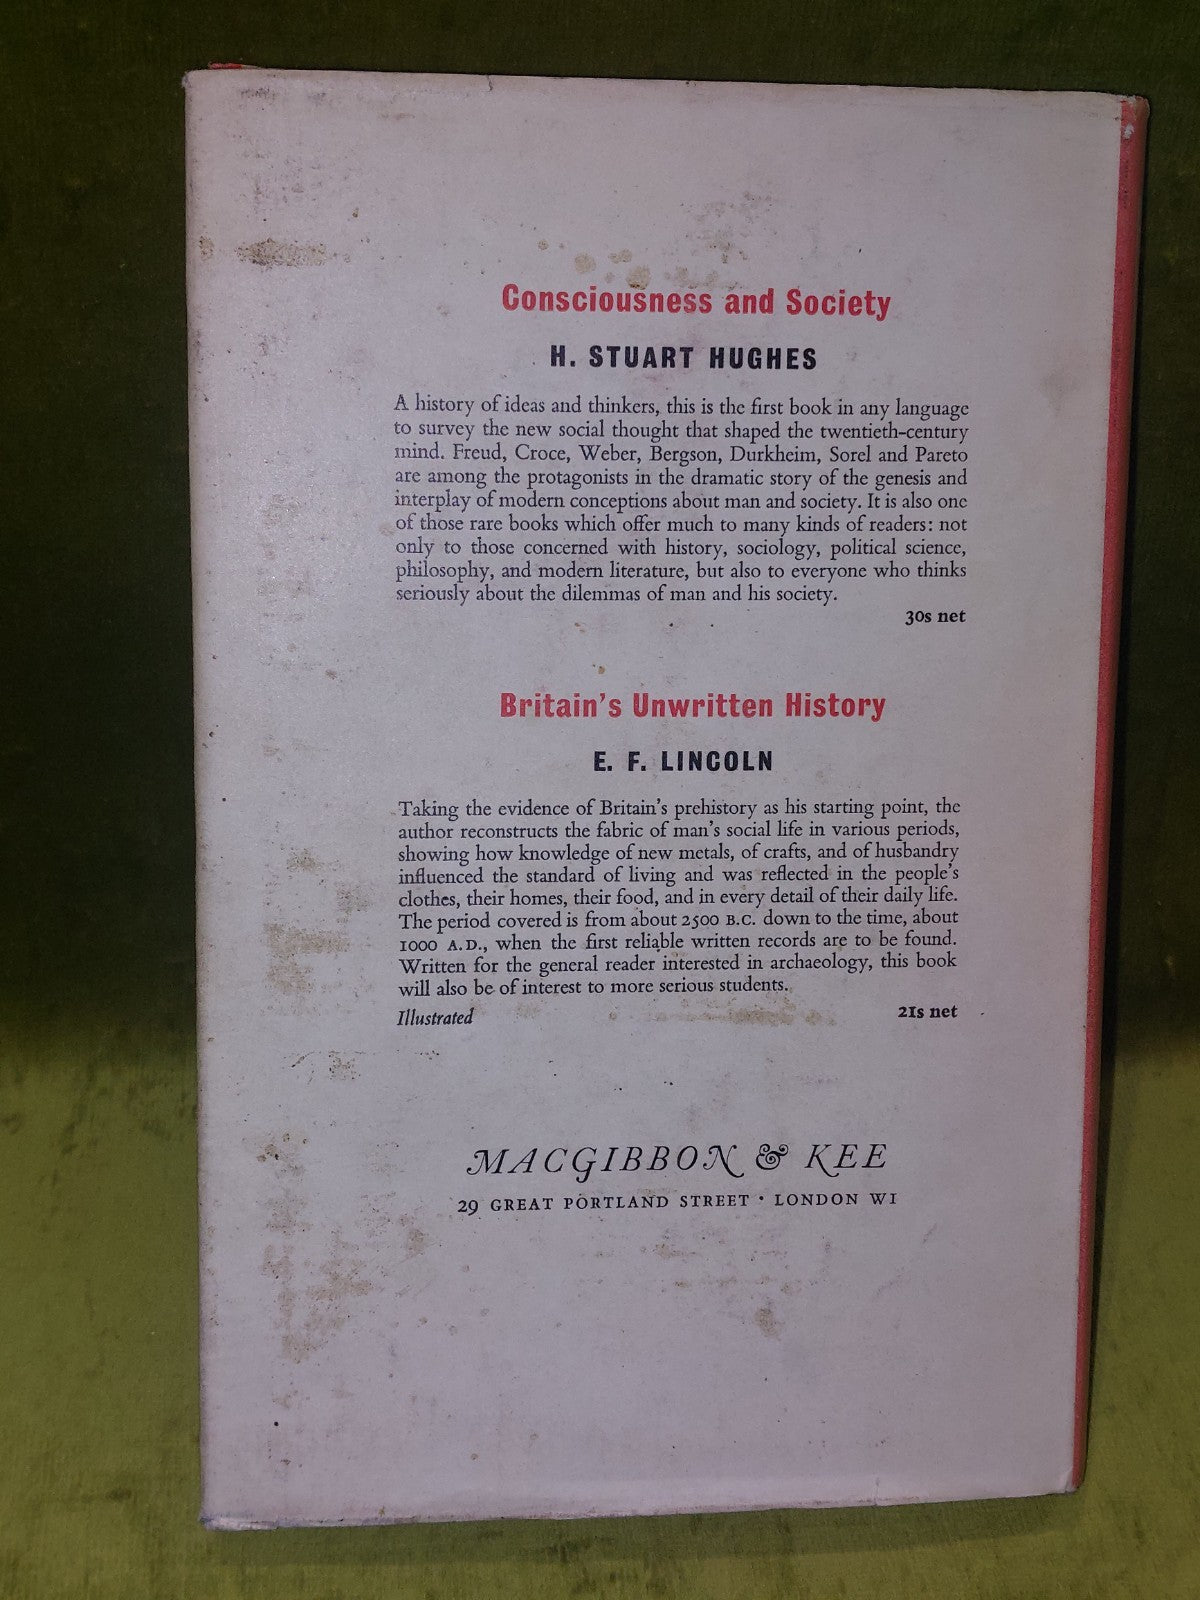 Consciousness and Society
H. STUART HUGHES
A history of ideas and thinkers, this is the first book in any language
to survey the new social thought that shaped the twentieth-century
mind. Freud, Croce, Weber, Bergson, Durkheim, Sorel and Pareto
are among the protagonists in the dramatic story of the genesis and
interplay of modern conceptions about man and society. It is also one
of those rare books which offer much to many kinds of readers: not
only to those concerned with history, sociology, political science,
philosophy, and modern literature, but also to everyone who thinks
seriously about the dilemmas of man and his society.
30s net
Britain's Unwritten History
E. F. LINCOLN
Taking the evidence of Britain's prehistory as his starting point, the
author reconstructs the fabric of man's social life in various periods,
showing how knowledge of new metals, of crafts, and of husbandry
influenced the standard of living and was reflected in the people's
clothes, their homes, their food, and in every detail of their daily life.
The period covered is from about 2500 B.C. down to the time, about
1000 A.D., when the first reliable written records are to be found.
Written for the general reader interested in archaeology, this book
will also be of interest to more serious students.
Illustrated 21s net
MACGIBBON & KEE
29 GREAT PORTLAND STREET · LONDON W1